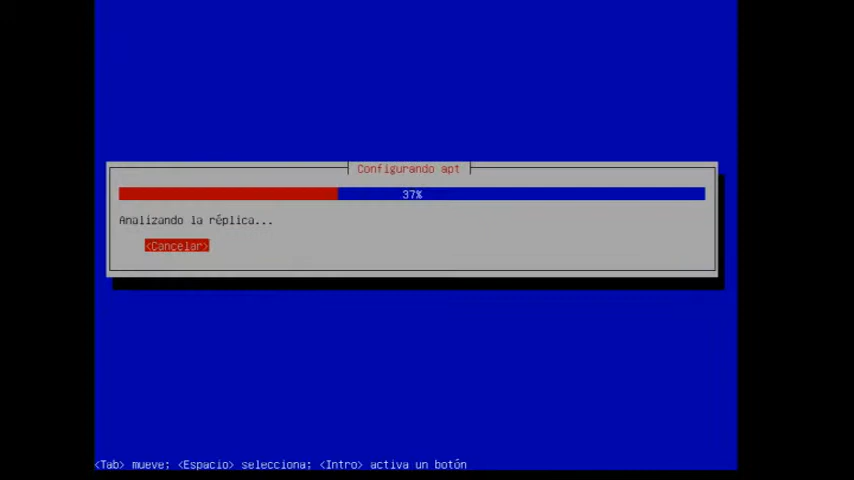 Configurando apt
37%
Analizando la réplica...
<Cancelar>
<Tab> mueve; <Espacio> selecciona; <Intro> activa un botón